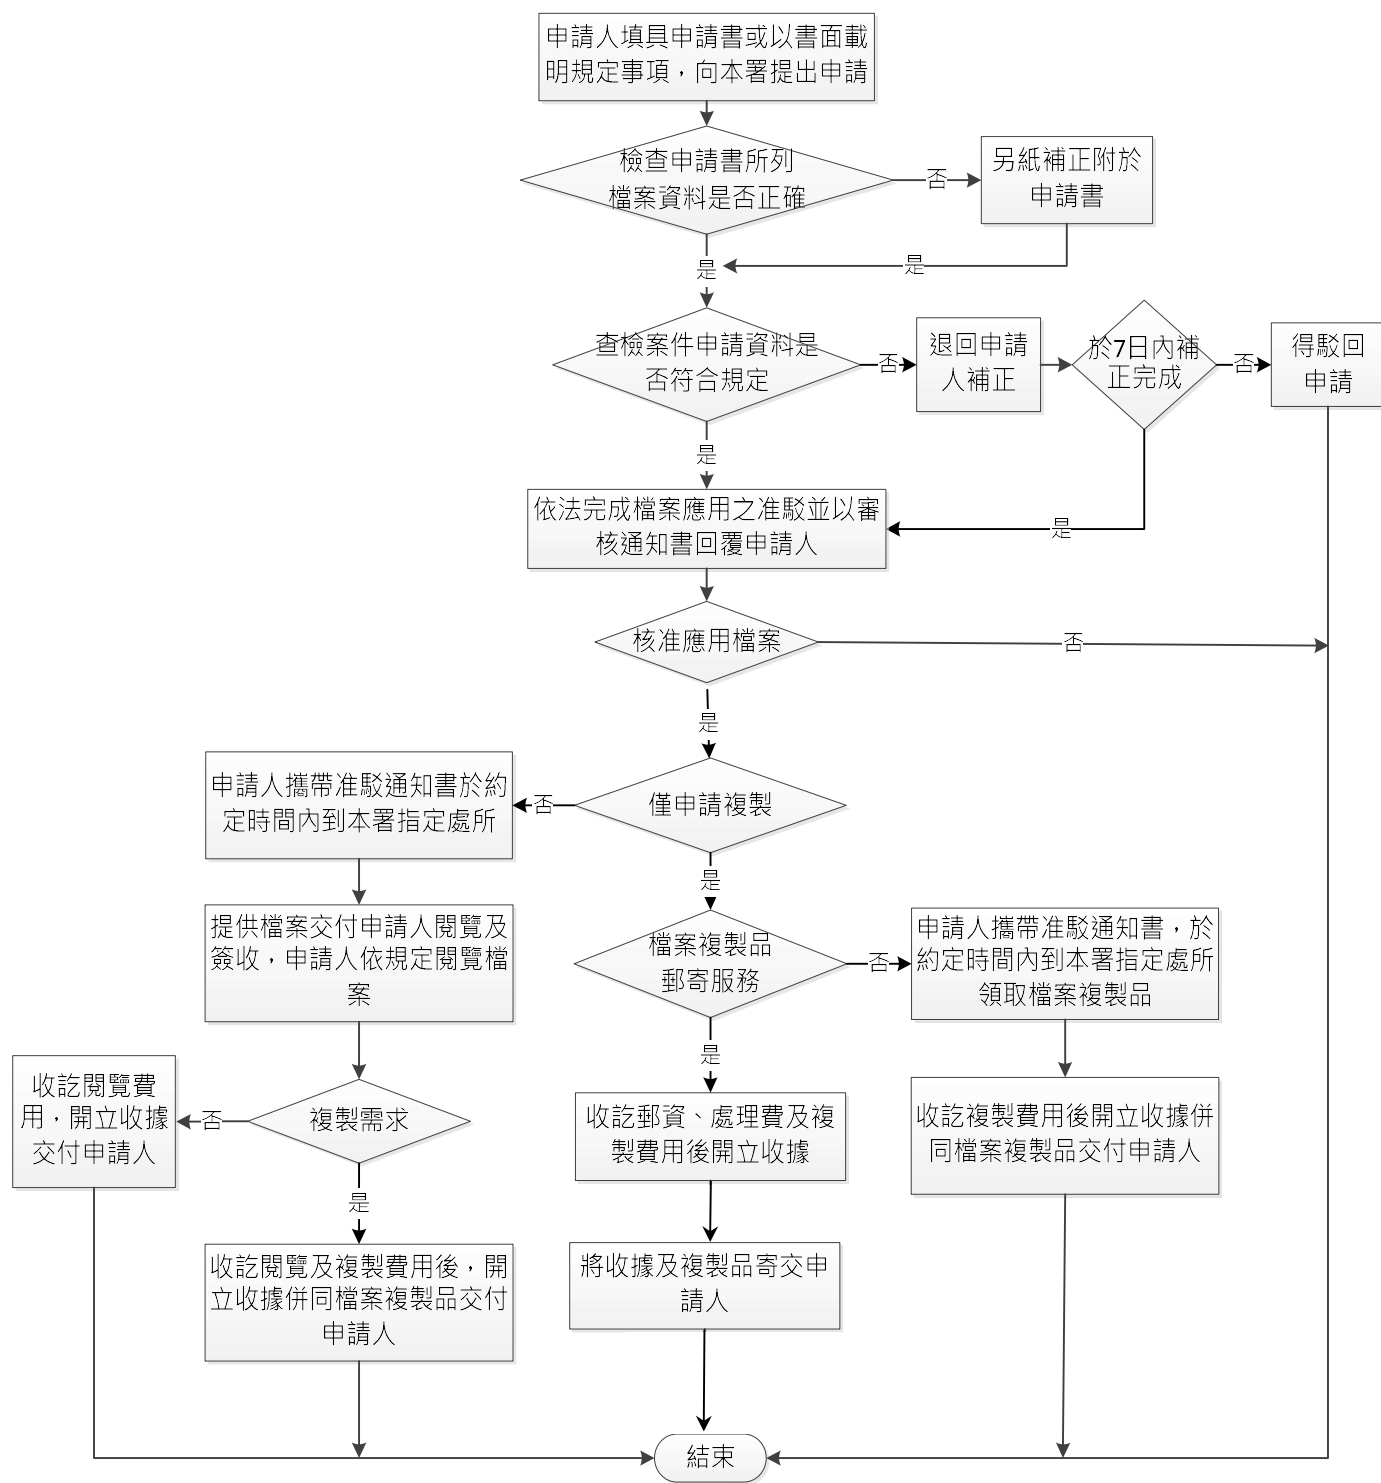 申請人填具申請書或以書面載
明規定事項，向本署提出申請
檢查申請書所列
檔案資料是否正確
否
另紙補正附於
申請書
是
是
查檢案件申請資料是
否符合規定
否
退回申請
人補正
於7日內補
正完成
否
得駁回
申請
是
是
依法完成檔案應用之准駁並以審
核通知書回覆申請人
核准應用檔案
否
是
僅申請複製
否
申請人攜帶准駁通知書於約
定時間內到本署指定處所
是
提供檔案交付申請人閱覽及
簽收，申請人依規定閱覽檔
案
檔案複製品
郵寄服務
否
申請人攜帶准駁通知書，於
約定時間內到本署指定處所
領取檔案複製品
是
收訖閱覽費
用，開立收據
交付申請人
否
複製需求
收訖郵資、處理費及複
製費用後開立收據
收訖複製費用後開立收據併
同檔案複製品交付申請人
是
收訖閱覽及複製費用後，開
立收據併同檔案複製品交付
申請人
將收據及複製品寄交申
請人
結束